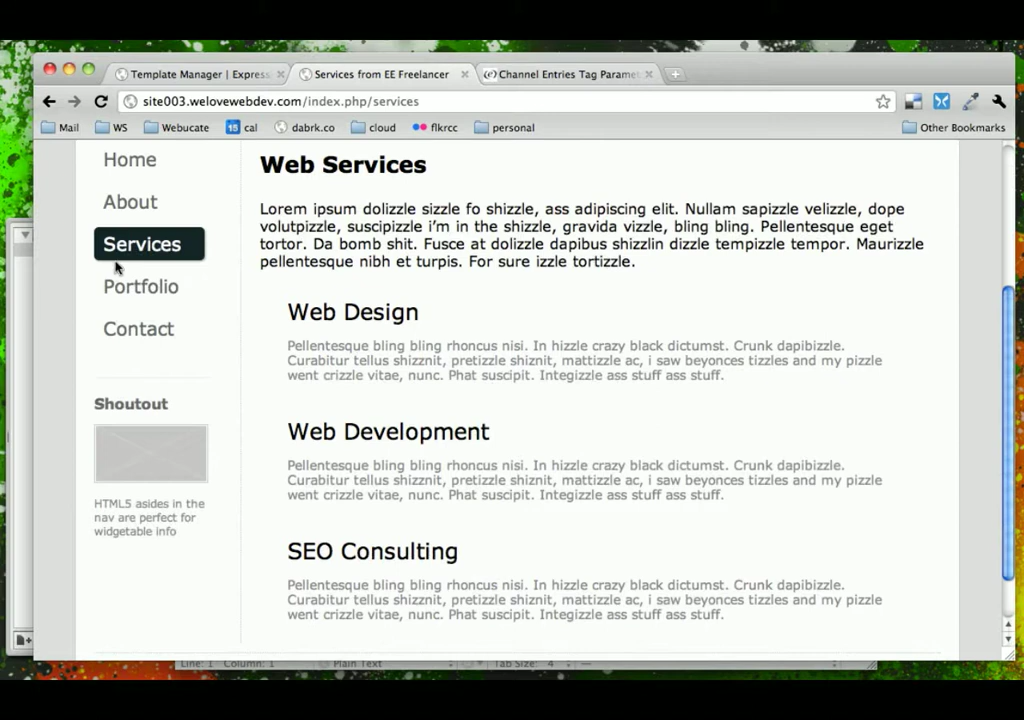 Template Manager | Express
Services from EE Freelancer
Channel Entries Tag Parame
site003.welovewebdev.com/index.php/services
Mail
WS
Webucate
15 cal
dabrk.co
cloud
flkrcc
personal
Other Bookmarks
Home
About
Services
Portfolio
Contact
Shoutout
HTML5 asides in the
nav are perfect for
widgetable info
Web Services
Lorem ipsum dolizzle sizzle fo shizzle, ass adipiscing elit. Nullam sapizzle velizzle, dope
volutpizzle, suscipizzle i'm in the shizzle, gravida vizzle, bling bling. Pellentesque eget
tortor. Da bomb shit. Fusce at dolizzle dapibus shizzlin dizzle tempizzle tempor. Maurizzle
pellentesque nibh et turpis. For sure izzle tortizzle.
Web Design
Pellentesque bling bling rhoncus nisi. In hizzle crazy black dictumst. Crunk dapibizzle.
Curabitur tellus shizznit, pretizzle shiznit, mattizzle ac, i saw beyonces tizzles and my pizzle
went crizzle vitae, nunc. Phat suscipit. Integizzle ass stuff ass stuff.
Web Development
Pellentesque bling bling rhoncus nisi. In hizzle crazy black dictumst. Crunk dapibizzle.
Curabitur tellus shizznit, pretizzle shiznit, mattizzle ac, i saw beyonces tizzles and my pizzle
went crizzle vitae, nunc. Phat suscipit. Integizzle ass stuff ass stuff.
SEO Consulting
Pellentesque bling bling rhoncus nisi. In hizzle crazy black dictumst. Crunk dapibizzle.
Curabitur tellus shizznit, pretizzle shiznit, mattizzle ac, i saw beyonces tizzles and my pizzle
went crizzle vitae, nunc. Phat suscipit. Integizzle ass stuff ass stuff.
Line: 1 Column: 1 Plain Text Tab Size: 4 —